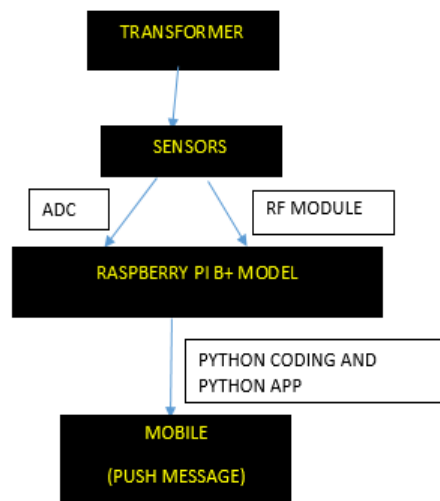 TRANSFORMER
SENSORS
ADC
RF MODULE
RASPBERRY PI B+ MODEL
PYTHON CODING AND
PYTHON APP
MOBILE
(PUSH MESSAGE)